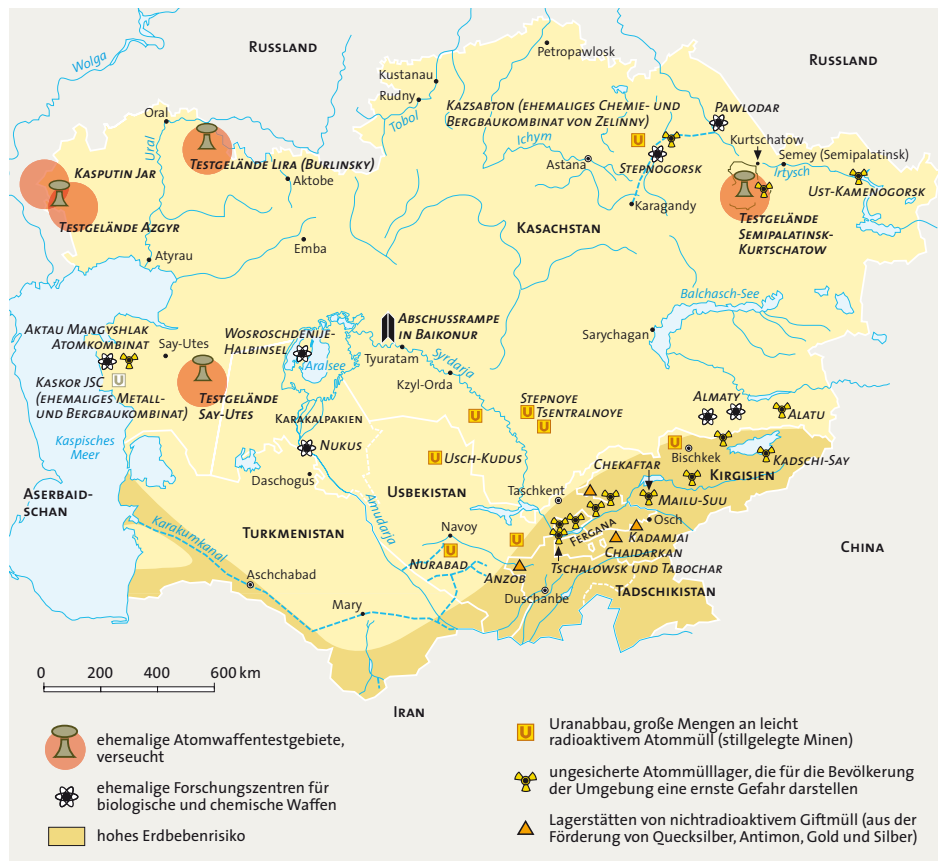 RUSSLAND
RUSSLAND
Wolga
Petropawlosk
Kustanau
Rudny
Tobol
KAZSABTON (EHEMALIGES CHEMIE- UND
BERGBAUKOMBINAT VON ZELINNY)
PAWLODAR
Oral
Ural
Ichym
Kurtschatow
TESTGELÄNDE LIRA (BURLINSKY)
Astana
STEPNOGORSK
Semey (Semipalatinsk)
Irtysch
KASPUTIN JAR
Aktobe
UST-KAMENOGORSK
Karagandy
TESTGELÄNDE AZGYR
TESTGELÄNDE
SEMIPALATINSK-
KURTSCHATOW
KASACHSTAN
Emba
Atyrau
Balchasch-See
AKTAU MANGYSHLAK
ATOMKOMBINAT
Say-Utes
WOSROSCHDENIJE-
HALBINSEL
Aralsee
ABSCHUSSRAMPE
IN BAIKONUR
Tyuratam
Syrdarja
Sarychagan
KASKOR JSC
(EHEMALIGES METALL-
UND BERGBAUKOMBINAT)
U
TESTGELÄNDE
SAY-UTES
Kzyl-Orda
STEPNOYE
TSENTRALNOYE
ALMATY
ALATU
KARAKALPAKIEN
Kaspisches
Meer
NUKUS
USCH-KUDUS
Bischkek
KADSCHI-SAY
CHEKAFTAR
KIRGISIEN
Daschogus
USBEKISTAN
Taschkent
MAILU-SUU
ASERBAID-
SCHAN
Amudarja
Osch
TURKMENISTAN
Navoy
FERGANA
KADAMJAI
CHAIDARKAN
CHINA
Karakumkanal
NURABAD
ANZOB
TSCHALOWSK UND TABOCHAR
Aschchabad
Duschanbe
TADSCHIKISTAN
Mary
0 200 400 600 km
IRAN
ehemalige Atomwaffentestgebiete,
verseucht
ehemalige Forschungszentren für
biologische und chemische Waffen
hohes Erdbebenrisiko
U
Uranabbau, große Mengen an leicht
radioaktivem Atommüll (stillgelegte Minen)
ungesicherte Atommülllager, die für die Bevölkerung
der Umgebung eine ernste Gefahr darstellen
Lagerstätten von nichtradioaktivem Giftmüll (aus der
Förderung von Quecksilber, Antimon, Gold und Silber)